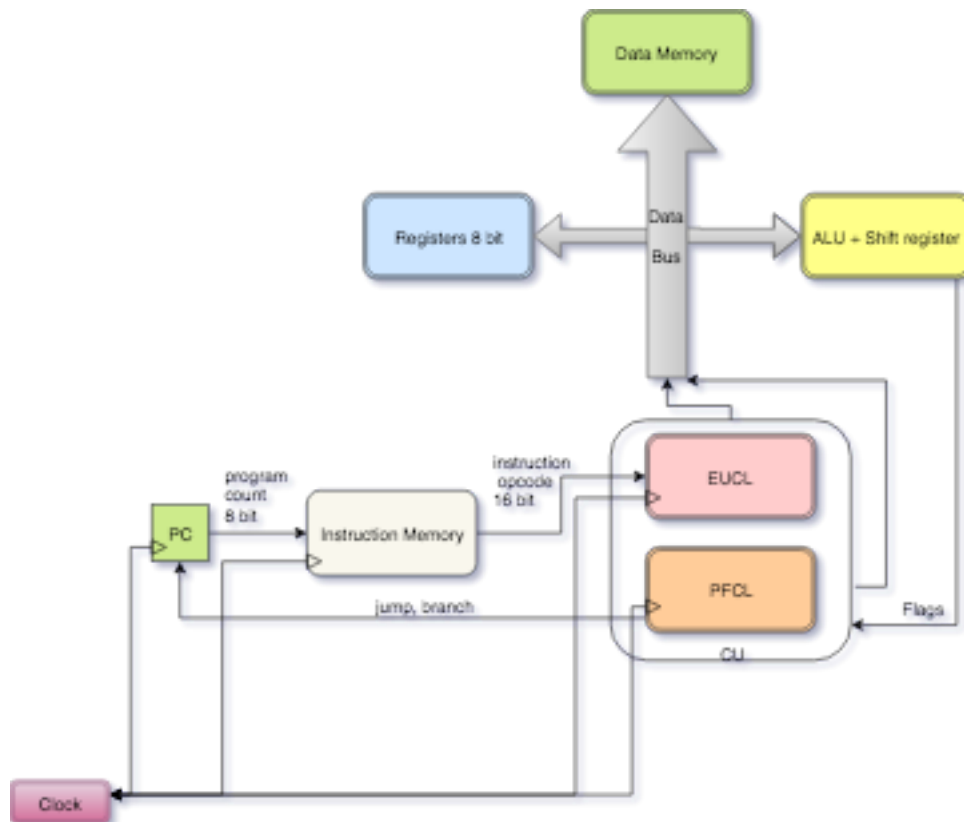 Data Memory
Data
Bus
Registers 8 bit
ALU + Shift register
EUCL
instruction
opcode
16 bit
program
count
8 bit
PC
Instruction Memory
PFCL
jump, branch
Flags
CU
Clock